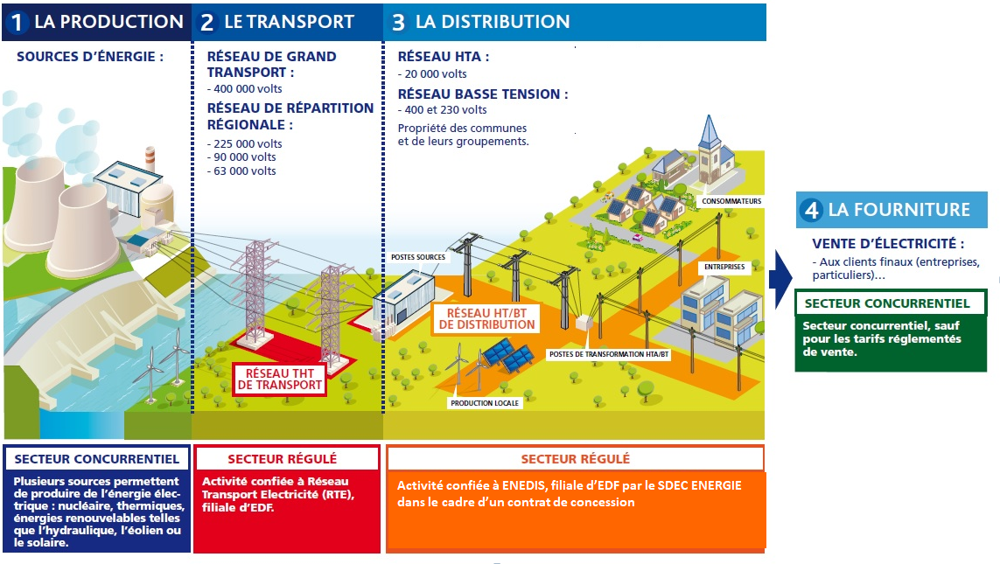 1 LA PRODUCTION
SOURCES D'ÉNERGIE :
2 LE TRANSPORT
RÉSEAU DE GRAND
TRANSPORT :
- 400 000 volts
RÉSEAU DE RÉPARTITION
RÉGIONALE :
- 225 000 volts
- 90 000 volts
- 63 000 volts
3 LA DISTRIBUTION
RÉSEAU HTA :
- 20 000 volts
RÉSEAU BASSE TENSION :
- 400 et 230 volts
Propriété des communes
et de leurs groupements.
CONSOMMATEURS
POSTES SOURCES
ENTREPRISES
RÉSEAU HT/BT
DE DISTRIBUTION
POSTES DE TRANSFORMATION HTA/BT
RÉSEAU THT
DE TRANSPORT
PRODUCTION LOCALE
4 LA FOURNITURE
VENTE D'ÉLECTRICITÉ :
- Aux clients finaux (entreprises,
particuliers)...
SECTEUR CONCURRENTIEL
Secteur concurrentiel, sauf
pour les tarifs réglementés
de vente.
SECTEUR CONCURRENTIEL
Plusieurs sources permettent
de produire de l'énergie élec-
trique : nucléaire, thermiques,
énergies renouvelables telles
que l'hydraulique, l'éolien ou
le solaire.
SECTEUR RÉGULÉ
Activité confiée à Réseau
Transport Electricité (RTE),
filiale d'EDF.
SECTEUR RÉGULÉ
Activité confiée à ENEDIS, filiale d'EDF par le SDEC ENERGIE
dans le cadre d'un contrat de concession